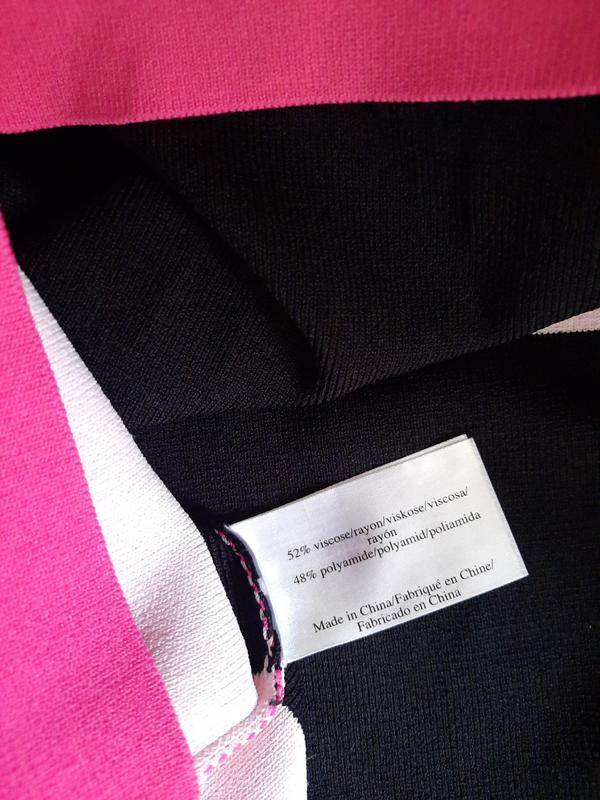 52% viscose/rayon/viskose/viscosa/
rayón
48% polyamide/polyamid/poliamida
Made in China/Fabriqué en Chine/
Fabricado en China